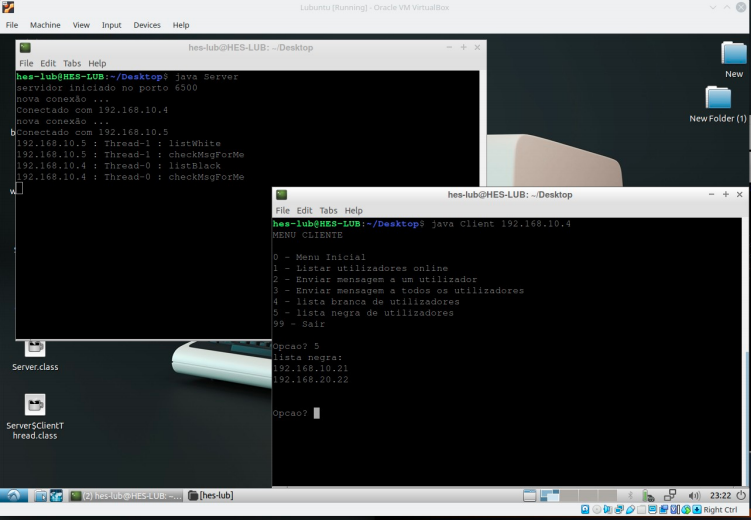 Lubuntu [Running] - Oracle VM VirtualBox
File Machine View Input Devices Help
hes-lub@HES-LUB: ~/Desktop
File Edit Tabs Help
hes-lub@HES-LUB:~/Desktop$ java Server
servidor iniciado no porto 6500
nova conexão ...
Conectado com 192.168.10.4
nova conexão ...
Conectado com 192.168.10.5
192.168.10.5 : Thread-1 : listWhite
192.168.10.5 : Thread-1 : checkMsgForMe
192.168.10.4 : Thread-0 : listBlack
192.168.10.4 : Thread-0 : checkMsgForMe
New
New Folder (1)
hes-lub@HES-LUB: ~/Desktop
File Edit Tabs Help
hes-lub@HES-LUB:~/Desktop$ java Client 192.168.10.4
MENU CLIENTE
0 - Menu Inicial
1 - Listar utilizadores online
2 - Enviar mensagem a um utilizador
3 - Enviar mensagem a todos os utilizadores
4 - lista branca de utilizadores
5 - lista negra de utilizadores
99 - Sair
Opcao? 5
lista negra:
192.168.10.21
192.168.20.22
Opcao?
Server.class
Server$ClientT
hread.class
(2) hes-lub@HES-LUB: ~...
[hes-lub]
23:22
Right Ctrl